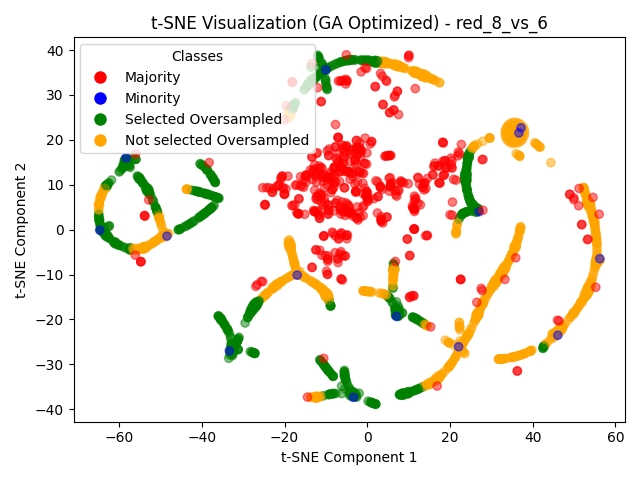 t-SNE Visualization (GA Optimized) - red_8_vs_6
Classes
Majority
Minority
Selected Oversampled
Not selected Oversampled
t-SNE Component 2
40
30
20
10
0
−10
−20
−30
−40
−60
−40
−20
0
20
40
60
t-SNE Component 1